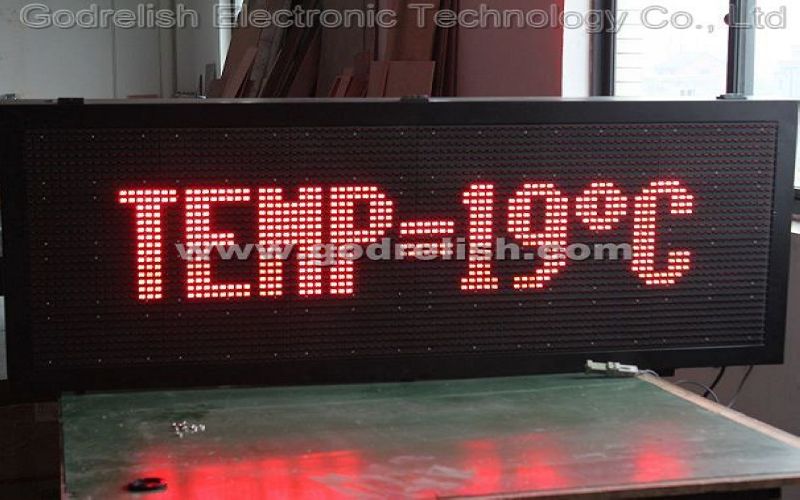 Godrelish Electronic Technology Co., Ltd
TEMP=19°C
www.godrelish.com